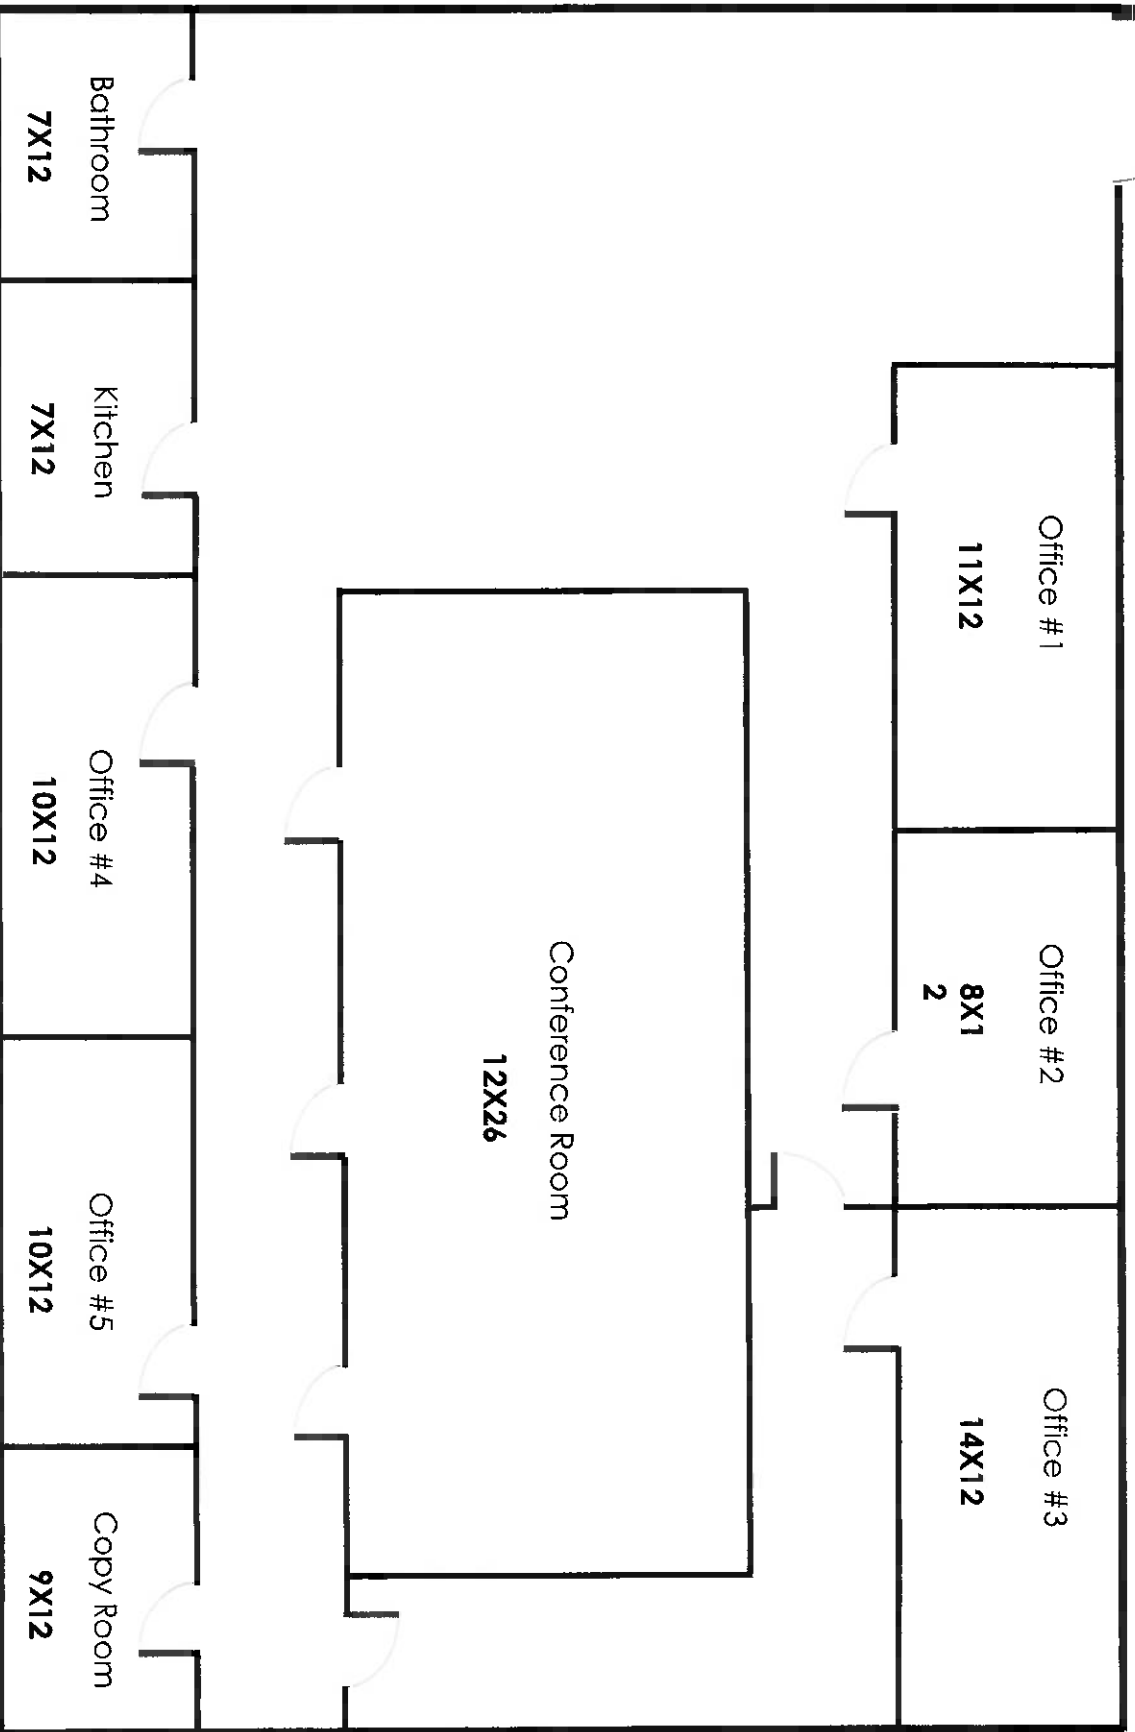 Office #1
11X12
Office #2
8X1
2
Office #3
14X12
Conference Room
12X26
Bathroom
7X12
Kitchen
7X12
Office #4
10X12
Office #5
10X12
Copy Room
9X12